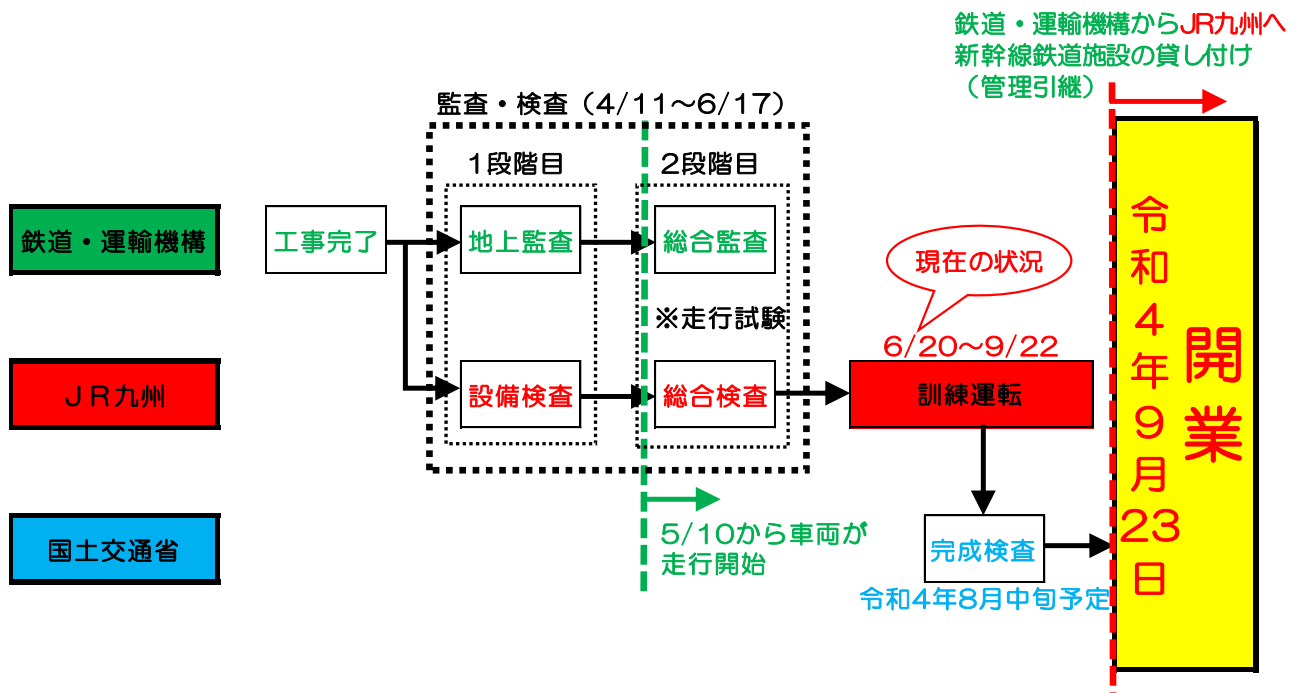 鉄道・運輸機構からJR九州へ
新幹線鉄道施設の貸し付け
（管理引継）
監査・検査（4/11～6/17）
1段階目
2段階目
鉄道・運輸機構
工事完了
地上監査
総合監査
現在の状況
※走行試験
6/20～9/22
JR九州
設備検査
総合検査
訓練運転
5/10から車両が
走行開始
国土交通省
完成検査
令和4年8月中旬予定
令和4年9月23日
開業